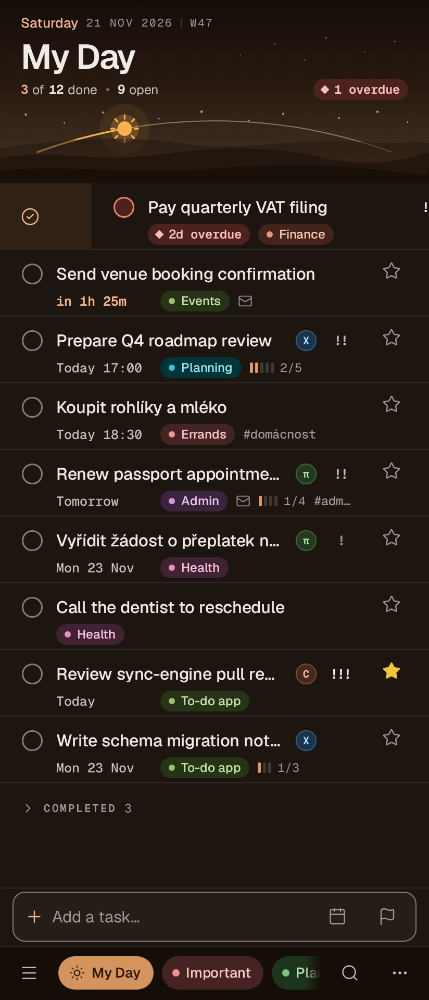 Saturday 21 NOV 2026 | W47
My Day
3 of 12 done • 9 open
1 overdue
Pay quarterly VAT filing
2d overdue Finance
Send venue booking confirmation
in 1h 25m Events
Prepare Q4 roadmap review X !!
Today 17:00 Planning 2/5
Koupit rohlíky a mléko
Today 18:30 Errands #domácnost
Renew passport appointme… π !!
Tomorrow Admin 1/4 #adm…
Vyřídit žádost o přeplatek n… π !
Mon 23 Nov Health
Call the dentist to reschedule
Health
Review sync-engine pull re… C !!!
Today To-do app
Write schema migration not… X
Mon 23 Nov To-do app 1/3
COMPLETED 3
Add a task…
My Day Important